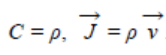 C = ρ, J⃗ = ρ v⃗